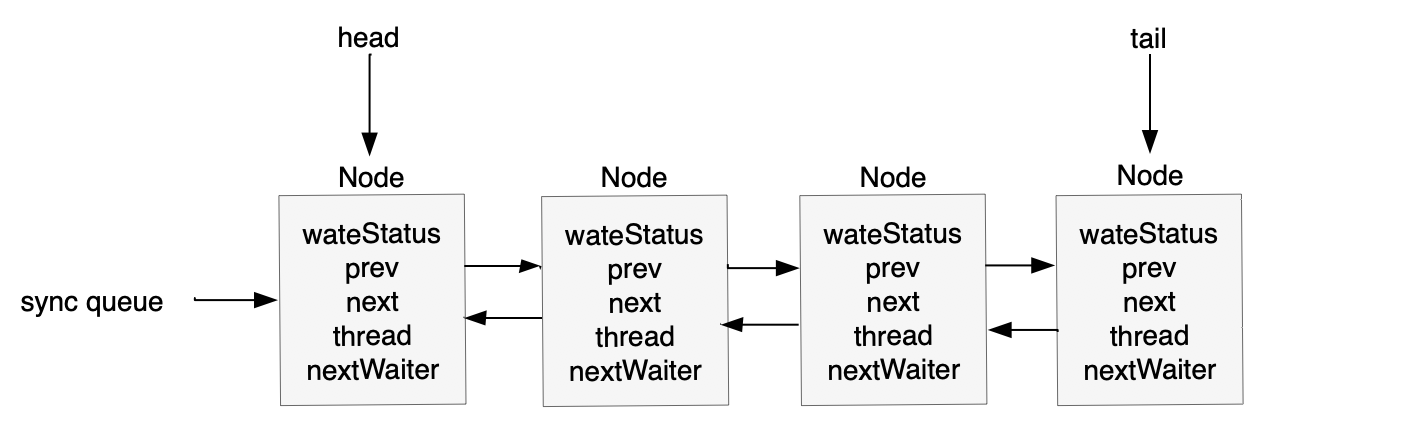 head
tail
Node
Node
Node
Node
sync queue
wateStatus
prev
next
thread
nextWaiter
wateStatus
prev
next
thread
nextWaiter
wateStatus
prev
next
thread
nextWaiter
wateStatus
prev
next
thread
nextWaiter